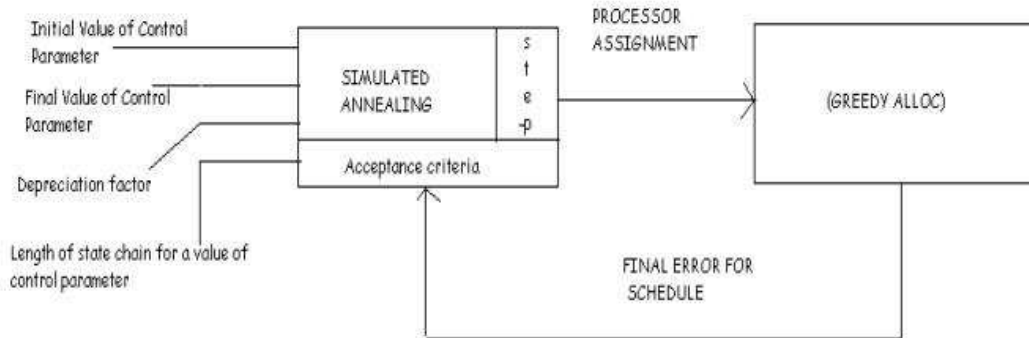 Initial Value of Control
Parameter
Final Value of Control
Parameter
Depreciation factor
Length of state chain for a value of
control parameter
SIMULATED
ANNEALING
s
t
e
-p
Acceptance criteria
PROCESSOR
ASSIGNMENT
(GREEDY ALLOC)
FINAL ERROR FOR
SCHEDULE